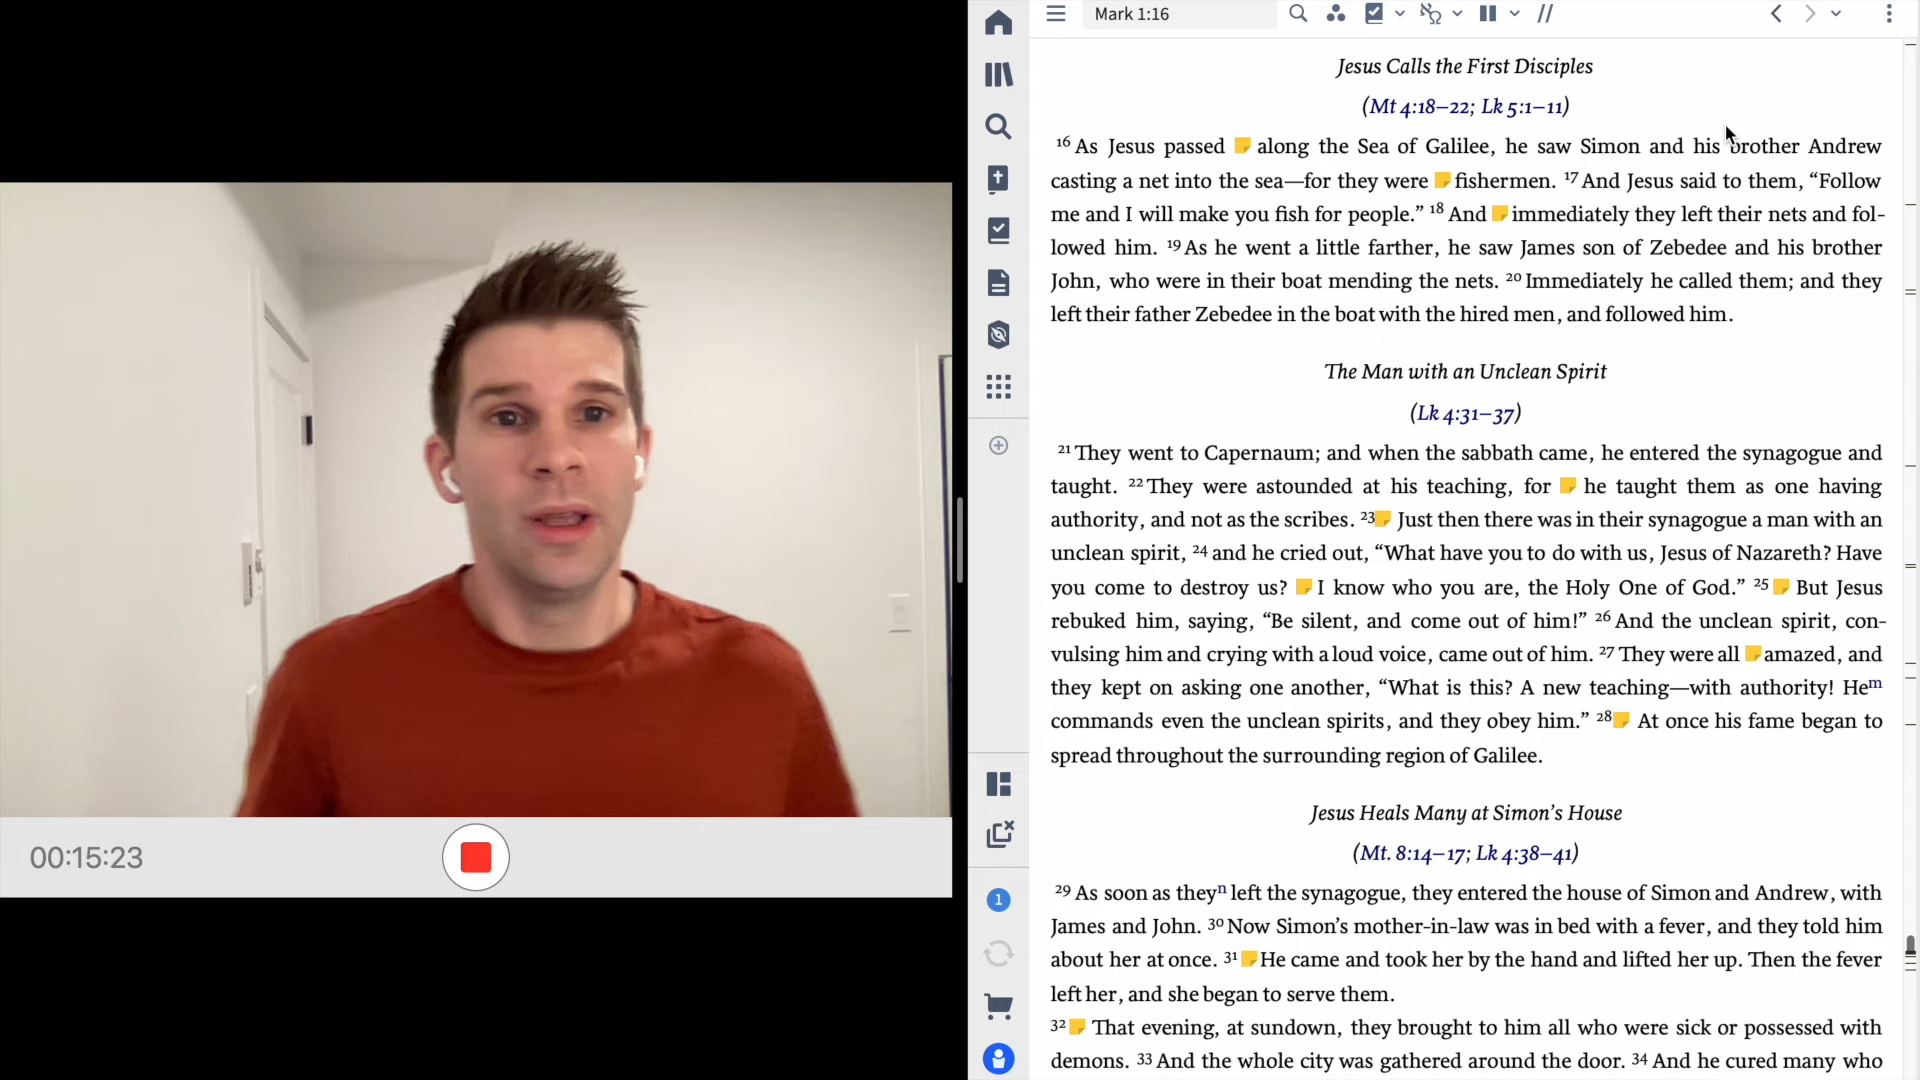 Mark 1:16
Jesus Calls the First Disciples
(Mt 4:18–22; Lk 5:1–11)
16 As Jesus passed along the Sea of Galilee, he saw Simon and his brother Andrew
casting a net into the sea—for they were fishermen. 17 And Jesus said to them, “Follow
me and I will make you fish for people.” 18 And immediately they left their nets and fol-
lowed him. 19 As he went a little farther, he saw James son of Zebedee and his brother
John, who were in their boat mending the nets. 20 Immediately he called them; and they
left their father Zebedee in the boat with the hired men, and followed him.
The Man with an Unclean Spirit
(Lk 4:31–37)
21 They went to Capernaum; and when the sabbath came, he entered the synagogue and
taught. 22 They were astounded at his teaching, for he taught them as one having
authority, and not as the scribes. 23 Just then there was in their synagogue a man with an
unclean spirit, 24 and he cried out, “What have you to do with us, Jesus of Nazareth? Have
you come to destroy us? I know who you are, the Holy One of God.” 25 But Jesus
rebuked him, saying, “Be silent, and come out of him!” 26 And the unclean spirit, con-
vulsing him and crying with a loud voice, came out of him. 27 They were all amazed, and
they kept on asking one another, “What is this? A new teaching—with authority! He m
commands even the unclean spirits, and they obey him.” 28 At once his fame began to
spread throughout the surrounding region of Galilee.
Jesus Heals Many at Simon’s House
(Mt. 8:14–17; Lk 4:38–41)
29 As soon as they n left the synagogue, they entered the house of Simon and Andrew, with
James and John. 30 Now Simon’s mother-in-law was in bed with a fever, and they told him
about her at once. 31 He came and took her by the hand and lifted her up. Then the fever
left her, and she began to serve them.
32 That evening, at sundown, they brought to him all who were sick or possessed with
demons. 33 And the whole city was gathered around the door. 34 And he cured many who
00:15:23
1